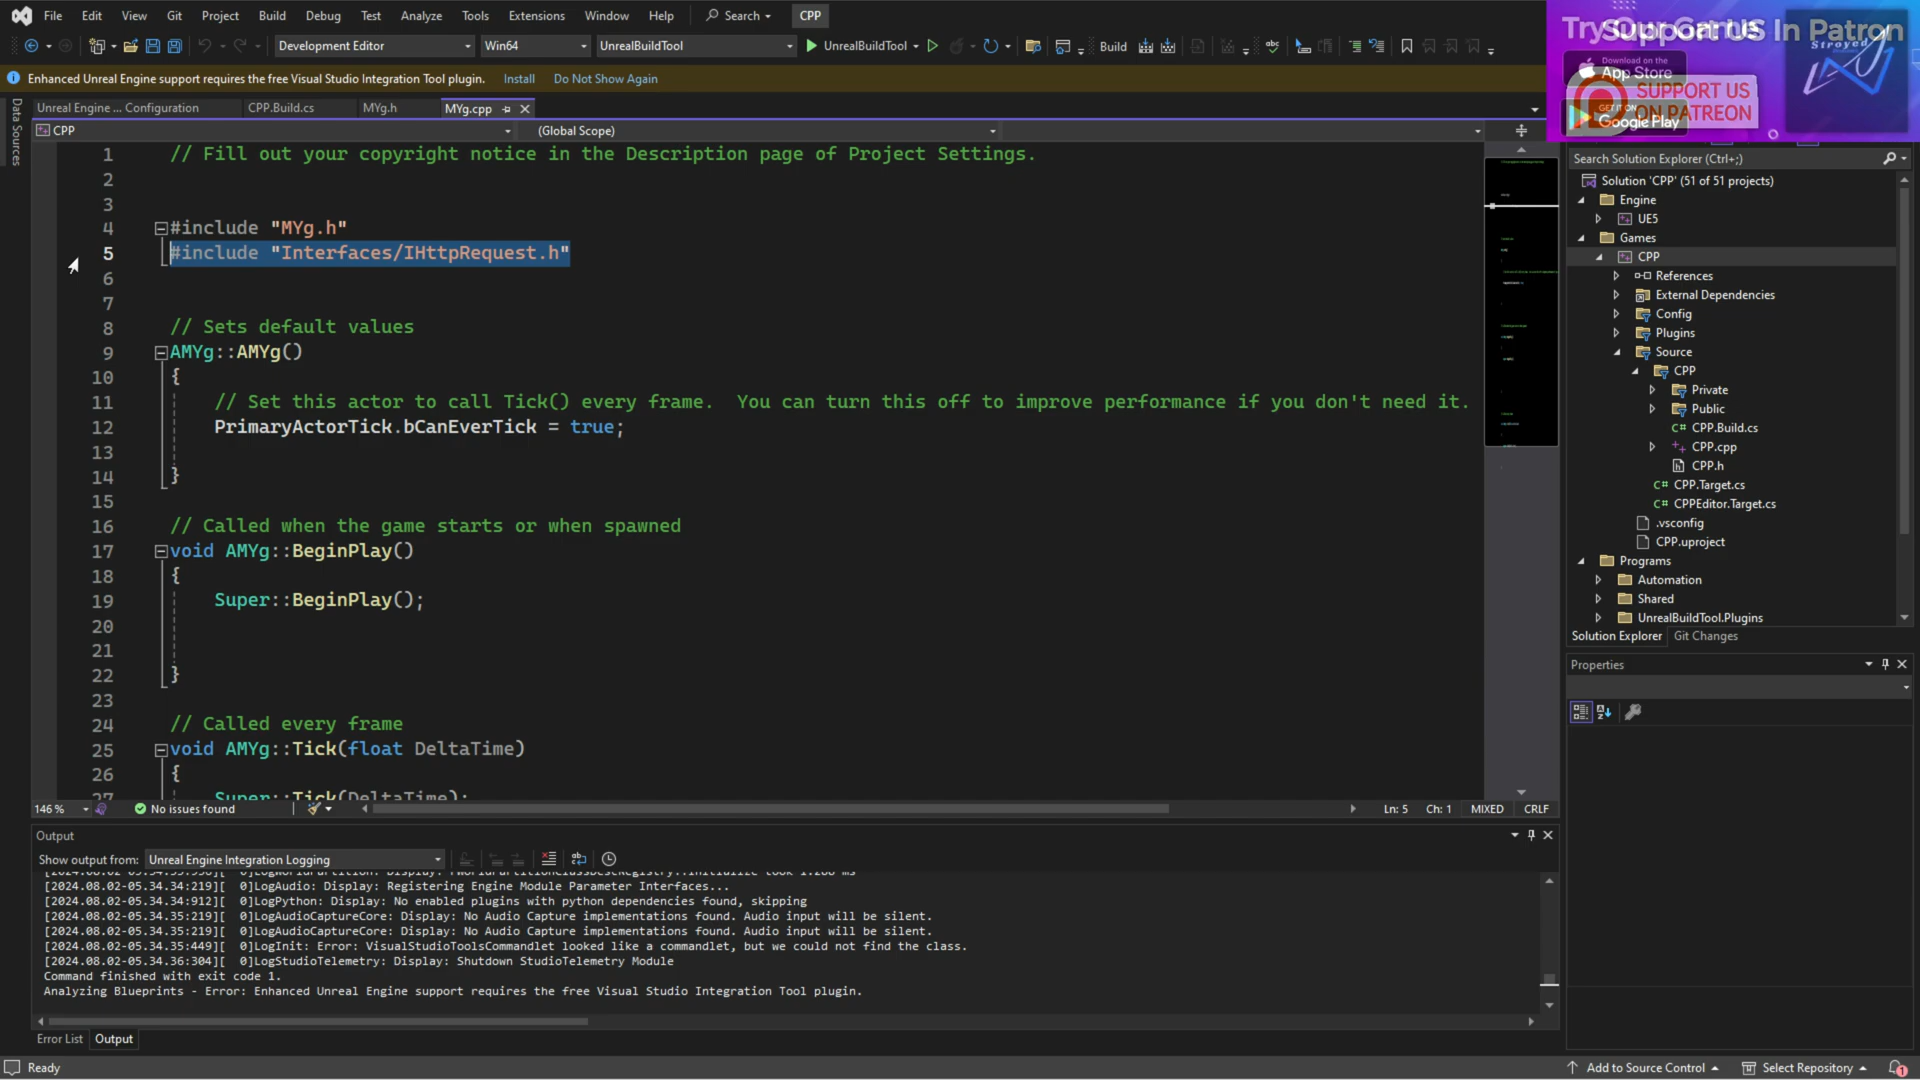 File Edit View Git Project Build Debug Test Analyze Tools Extensions Window Help Search CPP
Development Editor Win64 UnrealBuildTool UnrealBuildTool Build
Enhanced Unreal Engine support requires the free Visual Studio Integration Tool plugin. Install Do Not Show Again
Unreal Engine ... Configuration CPP.Build.cs MYg.h MYg.cpp
CPP (Global Scope)
Data Sources
1 // Fill out your copyright notice in the Description page of Project Settings.
2
3
4 #include "MYg.h"
5 #include "Interfaces/IHttpRequest.h"
6
7
8 // Sets default values
9 AMYg::AMYg()
10 {
11 // Set this actor to call Tick() every frame.  You can turn this off to improve performance if you don't need it.
12 PrimaryActorTick.bCanEverTick = true;
13
14 }
15
16 // Called when the game starts or when spawned
17 void AMYg::BeginPlay()
18 {
19 Super::BeginPlay();
20
21
22 }
23
24 // Called every frame
25 void AMYg::Tick(float DeltaTime)
26 {
27 Super::Tick(DeltaTime);
146 % No issues found Ln: 5 Ch: 1 MIXED CRLF
Output
Show output from: Unreal Engine Integration Logging
[2024.08.02-05.34.34:219][  0]LogAudio: Display: Registering Engine Module Parameter Interfaces...
[2024.08.02-05.34.34:912][  0]LogPython: Display: No enabled plugins with python dependencies found, skipping
[2024.08.02-05.34.35:219][  0]LogAudioCaptureCore: Display: No Audio Capture implementations found. Audio input will be silent.
[2024.08.02-05.34.35:219][  0]LogAudioCaptureCore: Display: No Audio Capture implementations found. Audio input will be silent.
[2024.08.02-05.34.35:449][  0]LogInit: Error: VisualStudioToolsCommandlet looked like a commandlet, but we could not find the class.
[2024.08.02-05.34.36:304][  0]LogStudioTelemetry: Display: Shutdown StudioTelemetry Module
Command finished with exit code 1.
Analyzing Blueprints - Error: Enhanced Unreal Engine support requires the free Visual Studio Integration Tool plugin.
Error List Output
Ready
Support US In Patron
Stroyed
Download on the
App Store
SUPPORT US
ON PATREON
GET IT ON
Google Play
Search Solution Explorer (Ctrl+;)
Solution 'CPP' (51 of 51 projects)
Engine
UE5
Games
CPP
References
External Dependencies
Config
Plugins
Source
CPP
Private
Public
C# CPP.Build.cs
CPP.cpp
CPP.h
C# CPP.Target.cs
C# CPPEditor.Target.cs
.vsconfig
CPP.uproject
Programs
Automation
Shared
UnrealBuildTool.Plugins
Solution Explorer Git Changes
Properties
Add to Source Control Select Repository 1